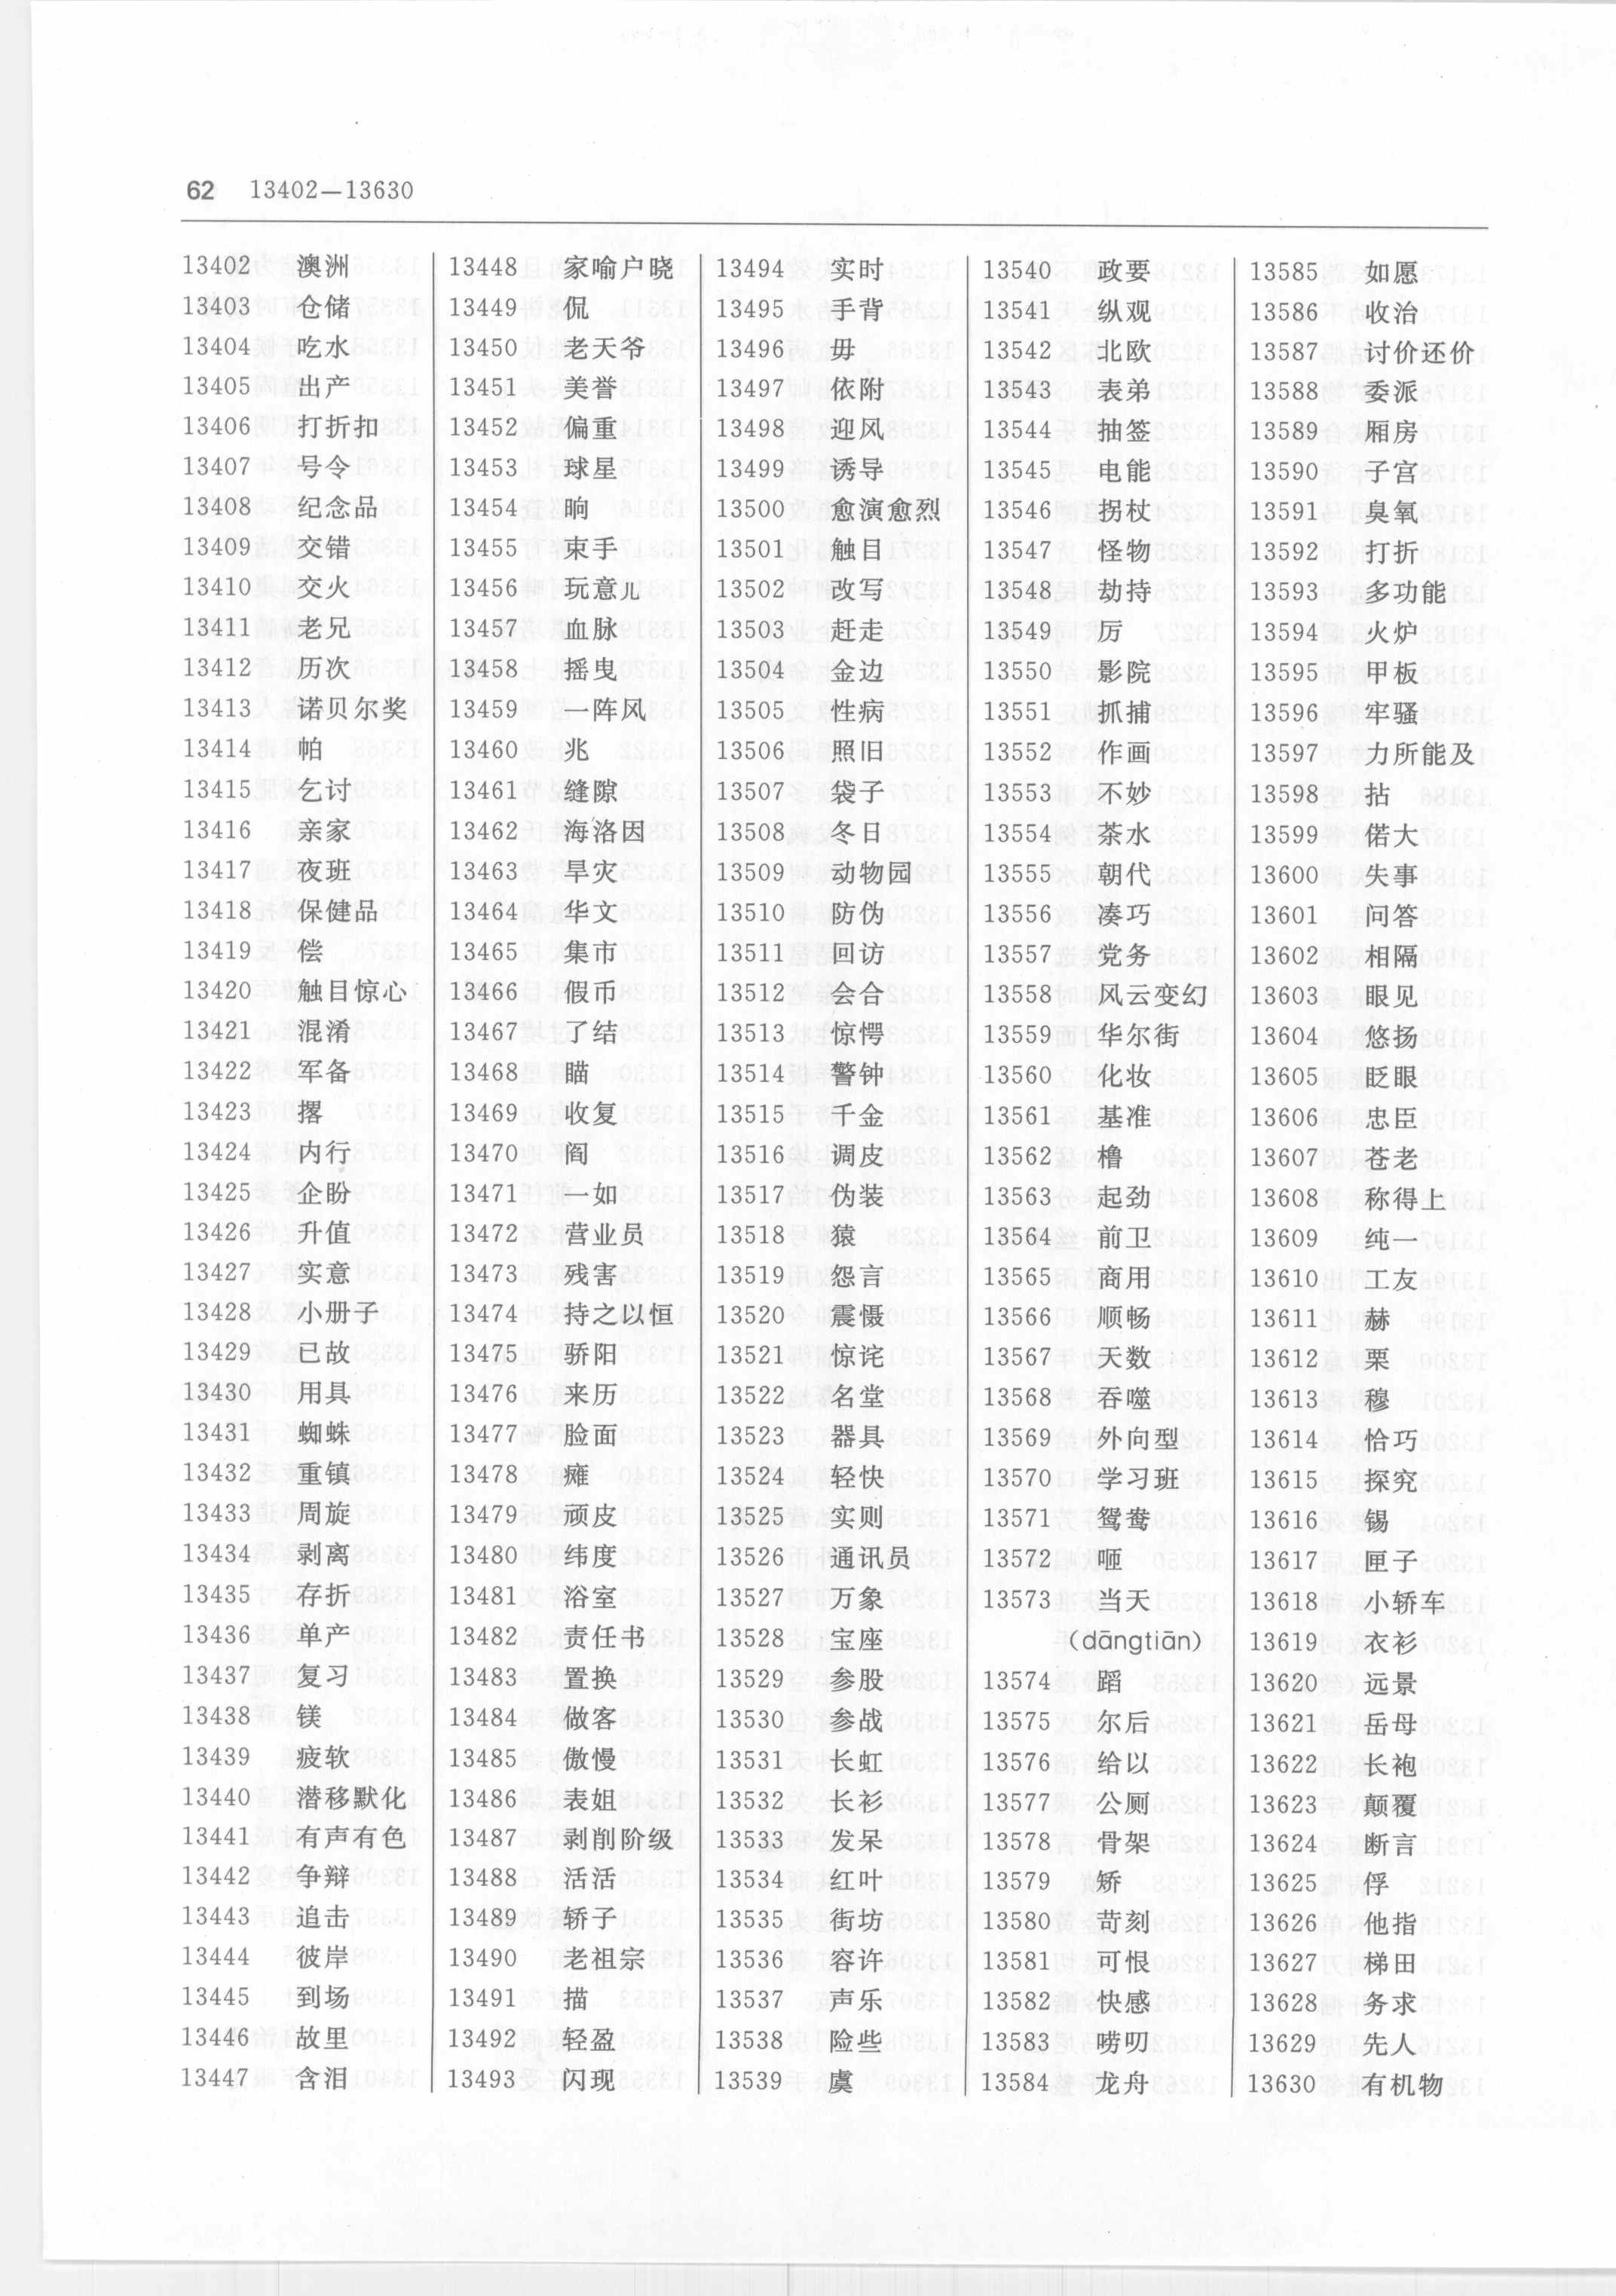 62 13402—13630
13402 澳洲
13403 仓储
13404 吃水
13405 出产
13406 打折扣
13407 号令
13408 纪念品
13409 交错
13410 交火
13411 老兄
13412 历次
13413 诺贝尔奖
13414 帕
13415 乞讨
13416 亲家
13417 夜班
13418 保健品
13419 偿
13420 触目惊心
13421 混淆
13422 军备
13423 撂
13424 内行
13425 企盼
13426 升值
13427 实意
13428 小册子
13429 已故
13430 用具
13431 蜘蛛
13432 重镇
13433 周旋
13434 剥离
13435 存折
13436 单产
13437 复习
13438 镁
13439 疲软
13440 潜移默化
13441 有声有色
13442 争辩
13443 追击
13444 彼岸
13445 到场
13446 故里
13447 含泪
13448 家喻户晓
13449 侃
13450 老天爷
13451 美誉
13452 偏重
13453 球星
13454 晌
13455 束手
13456 玩意儿
13457 血脉
13458 摇曳
13459 一阵风
13460 兆
13461 缝隙
13462 海洛因
13463 旱灾
13464 华文
13465 集市
13466 假币
13467 了结
13468 瞄
13469 收复
13470 阎
13471 一如
13472 营业员
13473 残害
13474 持之以恒
13475 骄阳
13476 来历
13477 脸面
13478 瘫
13479 顽皮
13480 纬度
13481 浴室
13482 责任书
13483 置换
13484 做客
13485 傲慢
13486 表姐
13487 剥削阶级
13488 活活
13489 轿子
13490 老祖宗
13491 描
13492 轻盈
13493 闪现
13494 实时
13495 手背
13496 毋
13497 依附
13498 迎风
13499 诱导
13500 愈演愈烈
13501 触目
13502 改写
13503 赶走
13504 金边
13505 性病
13506 照旧
13507 袋子
13508 冬日
13509 动物园
13510 防伪
13511 回访
13512 会合
13513 惊愕
13514 警钟
13515 千金
13516 调皮
13517 伪装
13518 猿
13519 怨言
13520 震慑
13521 惊诧
13522 名堂
13523 器具
13524 轻快
13525 实则
13526 通讯员
13527 万象
13528 宝座
13529 参股
13530 参战
13531 长虹
13532 长衫
13533 发呆
13534 红叶
13535 街坊
13536 容许
13537 声乐
13538 险些
13539 虞
13540 政要
13541 纵观
13542 北欧
13543 表弟
13544 抽签
13545 电能
13546 拐杖
13547 怪物
13548 劫持
13549 厉
13550 影院
13551 抓捕
13552 作画
13553 不妙
13554 茶水
13555 朝代
13556 凑巧
13557 党务
13558 风云变幻
13559 华尔街
13560 化妆
13561 基准
13562 橹
13563 起劲
13564 前卫
13565 商用
13566 顺畅
13567 天数
13568 吞噬
13569 外向型
13570 学习班
13571 鸳鸯
13572 咂
13573 当天
(dāngtiān)
13574 蹈
13575 尔后
13576 给以
13577 公厕
13578 骨架
13579 矫
13580 苛刻
13581 可恨
13582 快感
13583 唠叨
13584 龙舟
13585 如愿
13586 收治
13587 讨价还价
13588 委派
13589 厢房
13590 子宫
13591 臭氧
13592 打折
13593 多功能
13594 火炉
13595 甲板
13596 牢骚
13597 力所能及
13598 拈
13599 偌大
13600 失事
13601 问答
13602 相隔
13603 眼见
13604 悠扬
13605 眨眼
13606 忠臣
13607 苍老
13608 称得上
13609 纯一
13610 工友
13611 赫
13612 栗
13613 穆
13614 恰巧
13615 探究
13616 锡
13617 匣子
13618 小轿车
13619 衣衫
13620 远景
13621 岳母
13622 长袍
13623 颠覆
13624 断言
13625 俘
13626 他指
13627 梯田
13628 务求
13629 先人
13630 有机物